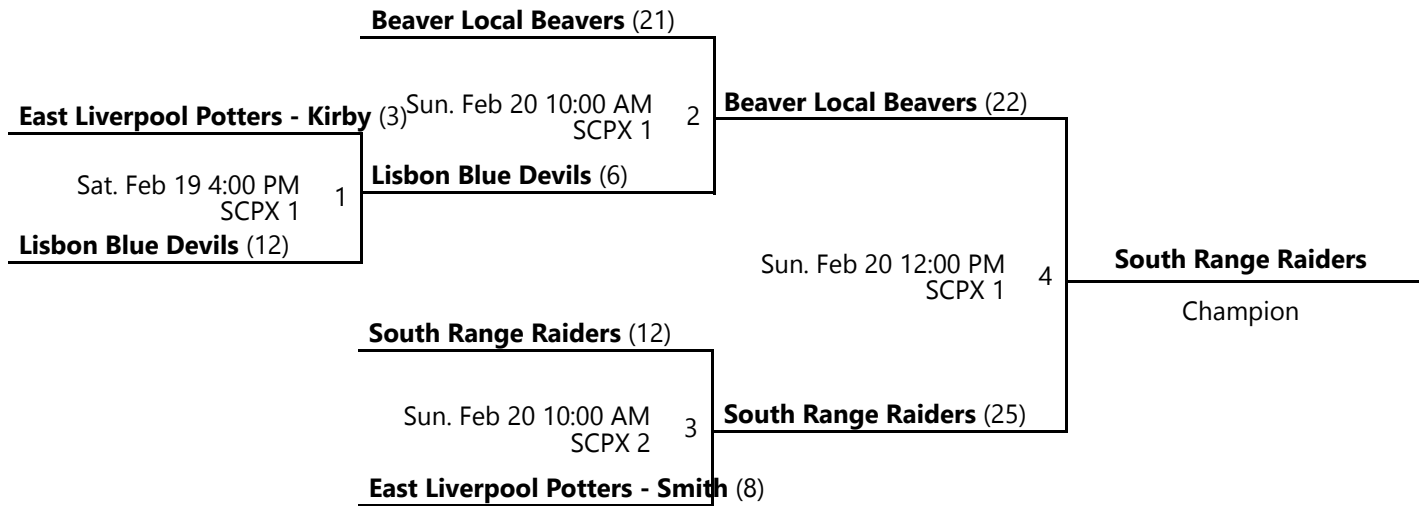 Beaver Local Beavers (21)
East Liverpool Potters - Kirby (3)
Sun. Feb 20 10:00 AM
SCPX 1
2
Beaver Local Beavers (22)
Sat. Feb 19 4:00 PM
SCPX 1
1
Lisbon Blue Devils (6)
Lisbon Blue Devils (12)
Sun. Feb 20 12:00 PM
SCPX 1
4
South Range Raiders
Champion
South Range Raiders (12)
Sun. Feb 20 10:00 AM
SCPX 2
3
South Range Raiders (25)
East Liverpool Potters - Smith (8)